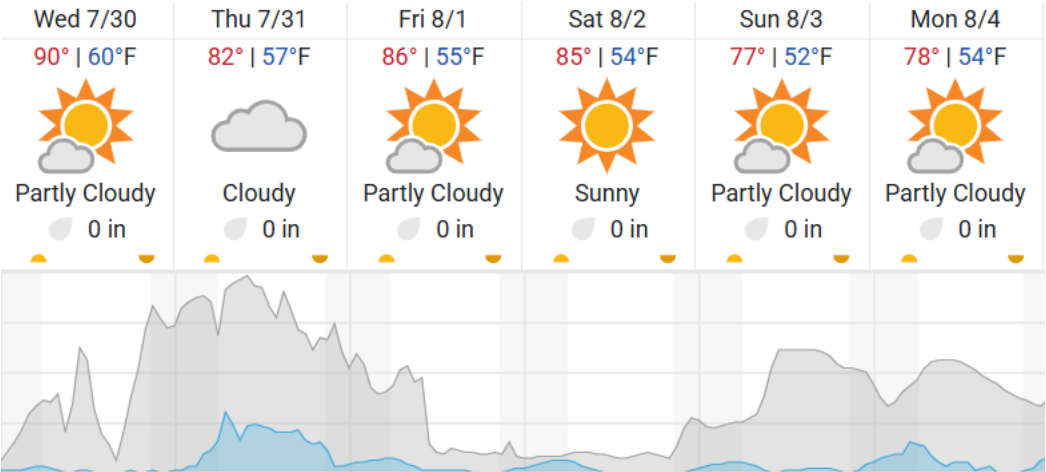 Wed 7/30 Thu 7/31 Fri 8/1 Sat 8/2 Sun 8/3 Mon 8/4
90° | 60°F 82° | 57°F 86° | 55°F 85° | 54°F 77° | 52°F 78° | 54°F
Partly Cloudy Cloudy Partly Cloudy Sunny Partly Cloudy Partly Cloudy
0 in 0 in 0 in 0 in 0 in 0 in